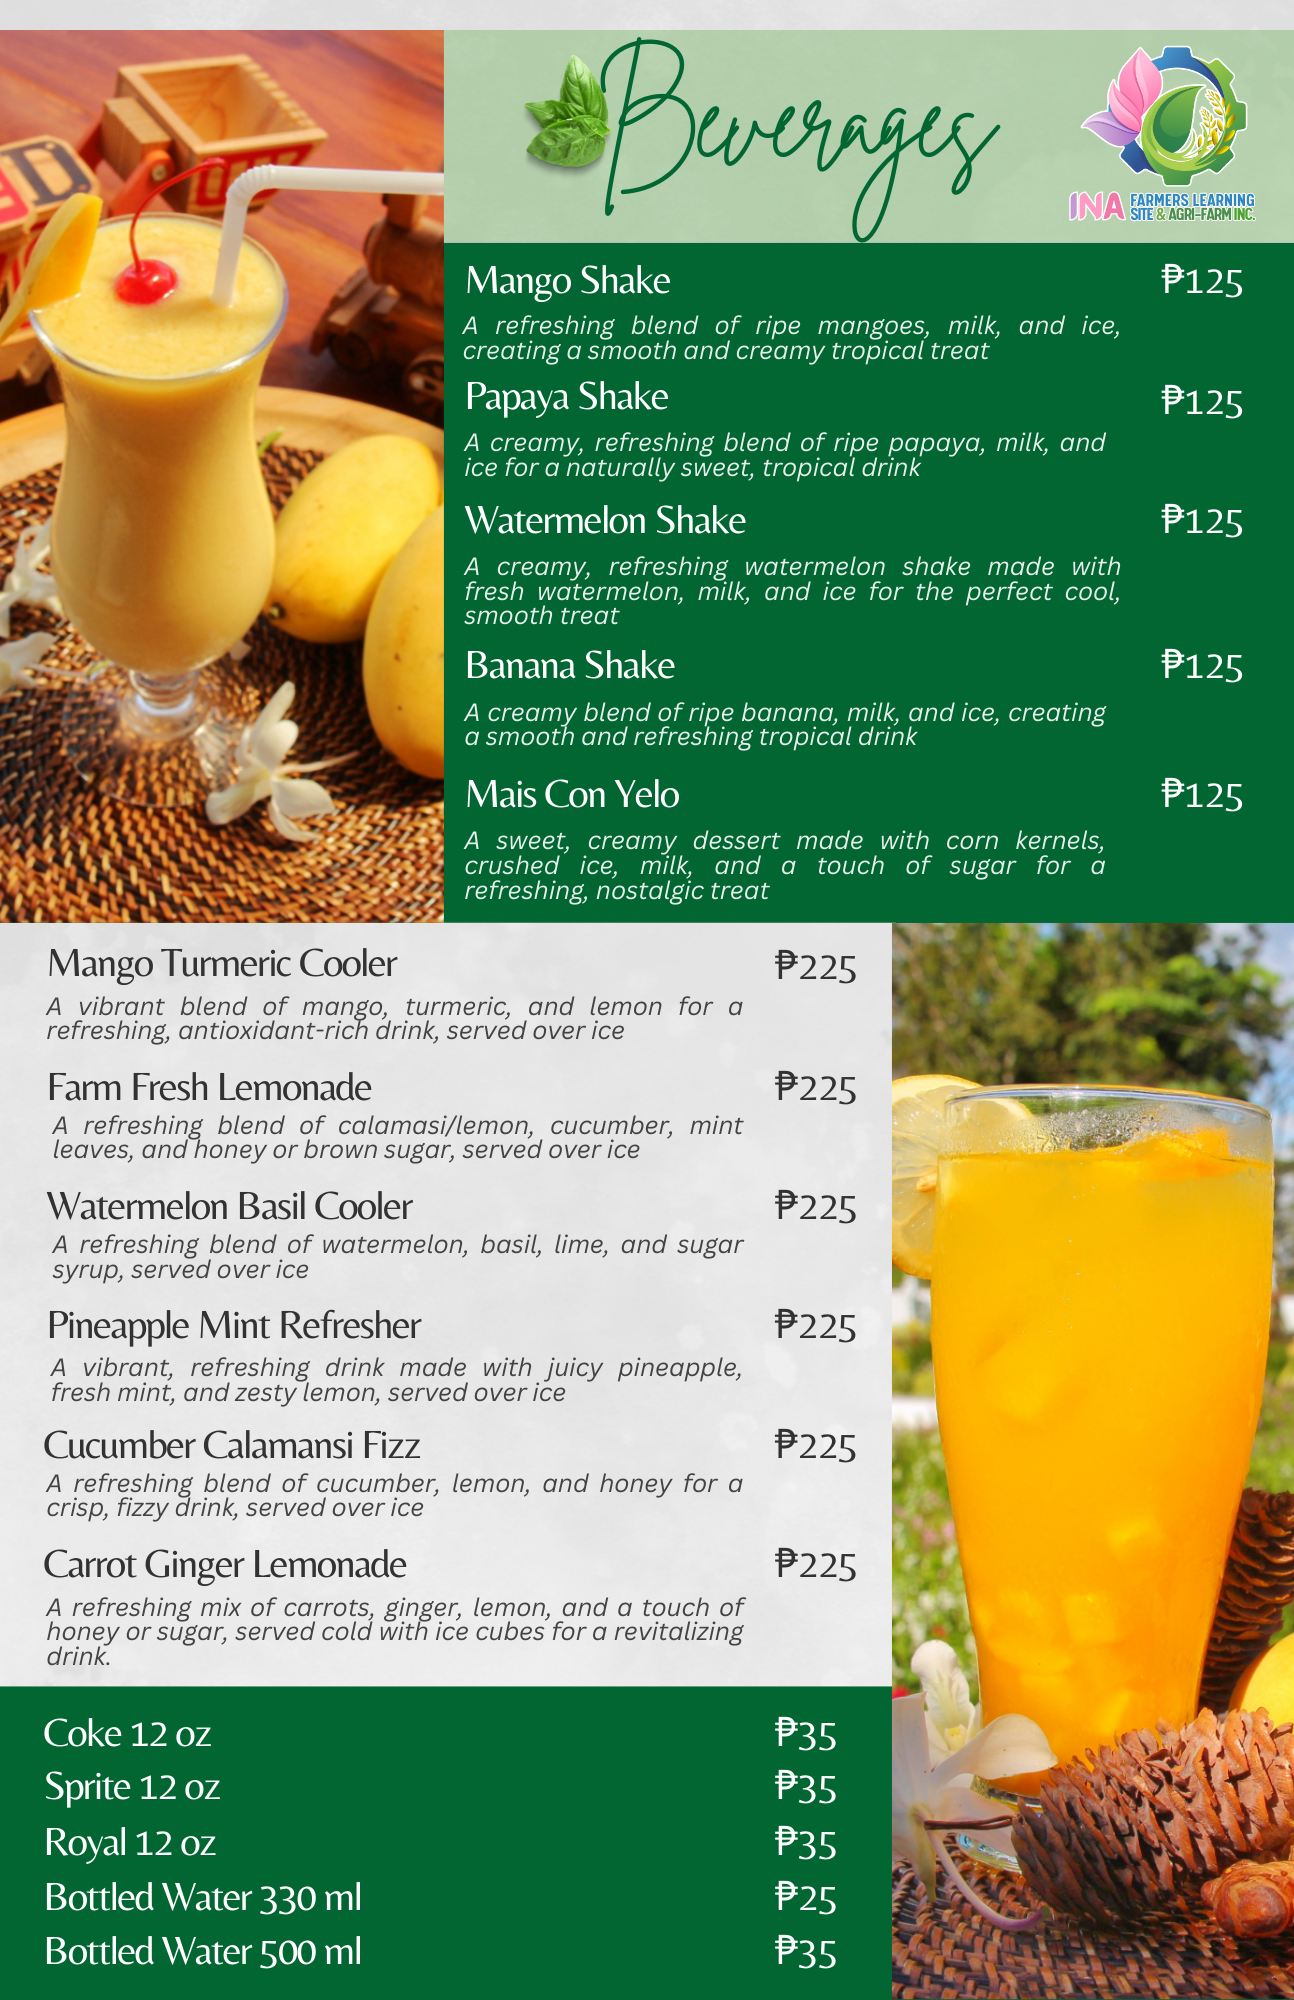 Beverages
INA FARMERS LEARNING
SITE & AGRI-FARM INC.
Mango Shake ₱125
A refreshing blend of ripe mangoes, milk, and ice,
creating a smooth and creamy tropical treat
Papaya Shake ₱125
A creamy, refreshing blend of ripe papaya, milk, and
ice for a naturally sweet, tropical drink
Watermelon Shake ₱125
A creamy, refreshing watermelon shake made with
fresh watermelon, milk, and ice for the perfect cool,
smooth treat
Banana Shake ₱125
A creamy blend of ripe banana, milk, and ice, creating
a smooth and refreshing tropical drink
Mais Con Yelo ₱125
A sweet, creamy dessert made with corn kernels,
crushed ice, milk, and a touch of sugar for a
refreshing, nostalgic treat
Mango Turmeric Cooler ₱225
A vibrant blend of mango, turmeric, and lemon for a
refreshing, antioxidant-rich drink, served over ice
Farm Fresh Lemonade ₱225
A refreshing blend of calamasi/lemon, cucumber, mint
leaves, and honey or brown sugar, served over ice
Watermelon Basil Cooler ₱225
A refreshing blend of watermelon, basil, lime, and sugar
syrup, served over ice
Pineapple Mint Refresher ₱225
A vibrant, refreshing drink made with juicy pineapple,
fresh mint, and zesty lemon, served over ice
Cucumber Calamansi Fizz ₱225
A refreshing blend of cucumber, lemon, and honey for a
crisp, fizzy drink, served over ice
Carrot Ginger Lemonade ₱225
A refreshing mix of carrots, ginger, lemon, and a touch of
honey or sugar, served cold with ice cubes for a revitalizing
drink.
Coke 12 oz ₱35
Sprite 12 oz ₱35
Royal 12 oz ₱35
Bottled Water 330 ml ₱25
Bottled Water 500 ml ₱35